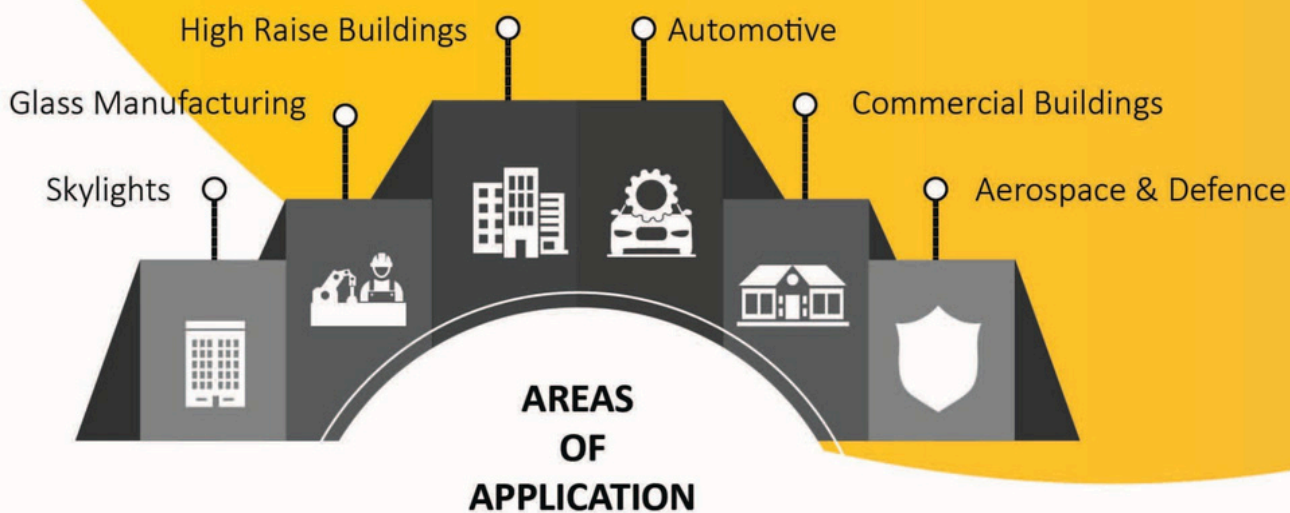 High Raise Buildings
Automotive
Glass Manufacturing
Commercial Buildings
Skylights
Aerospace & Defence
AREAS
OF
APPLICATION